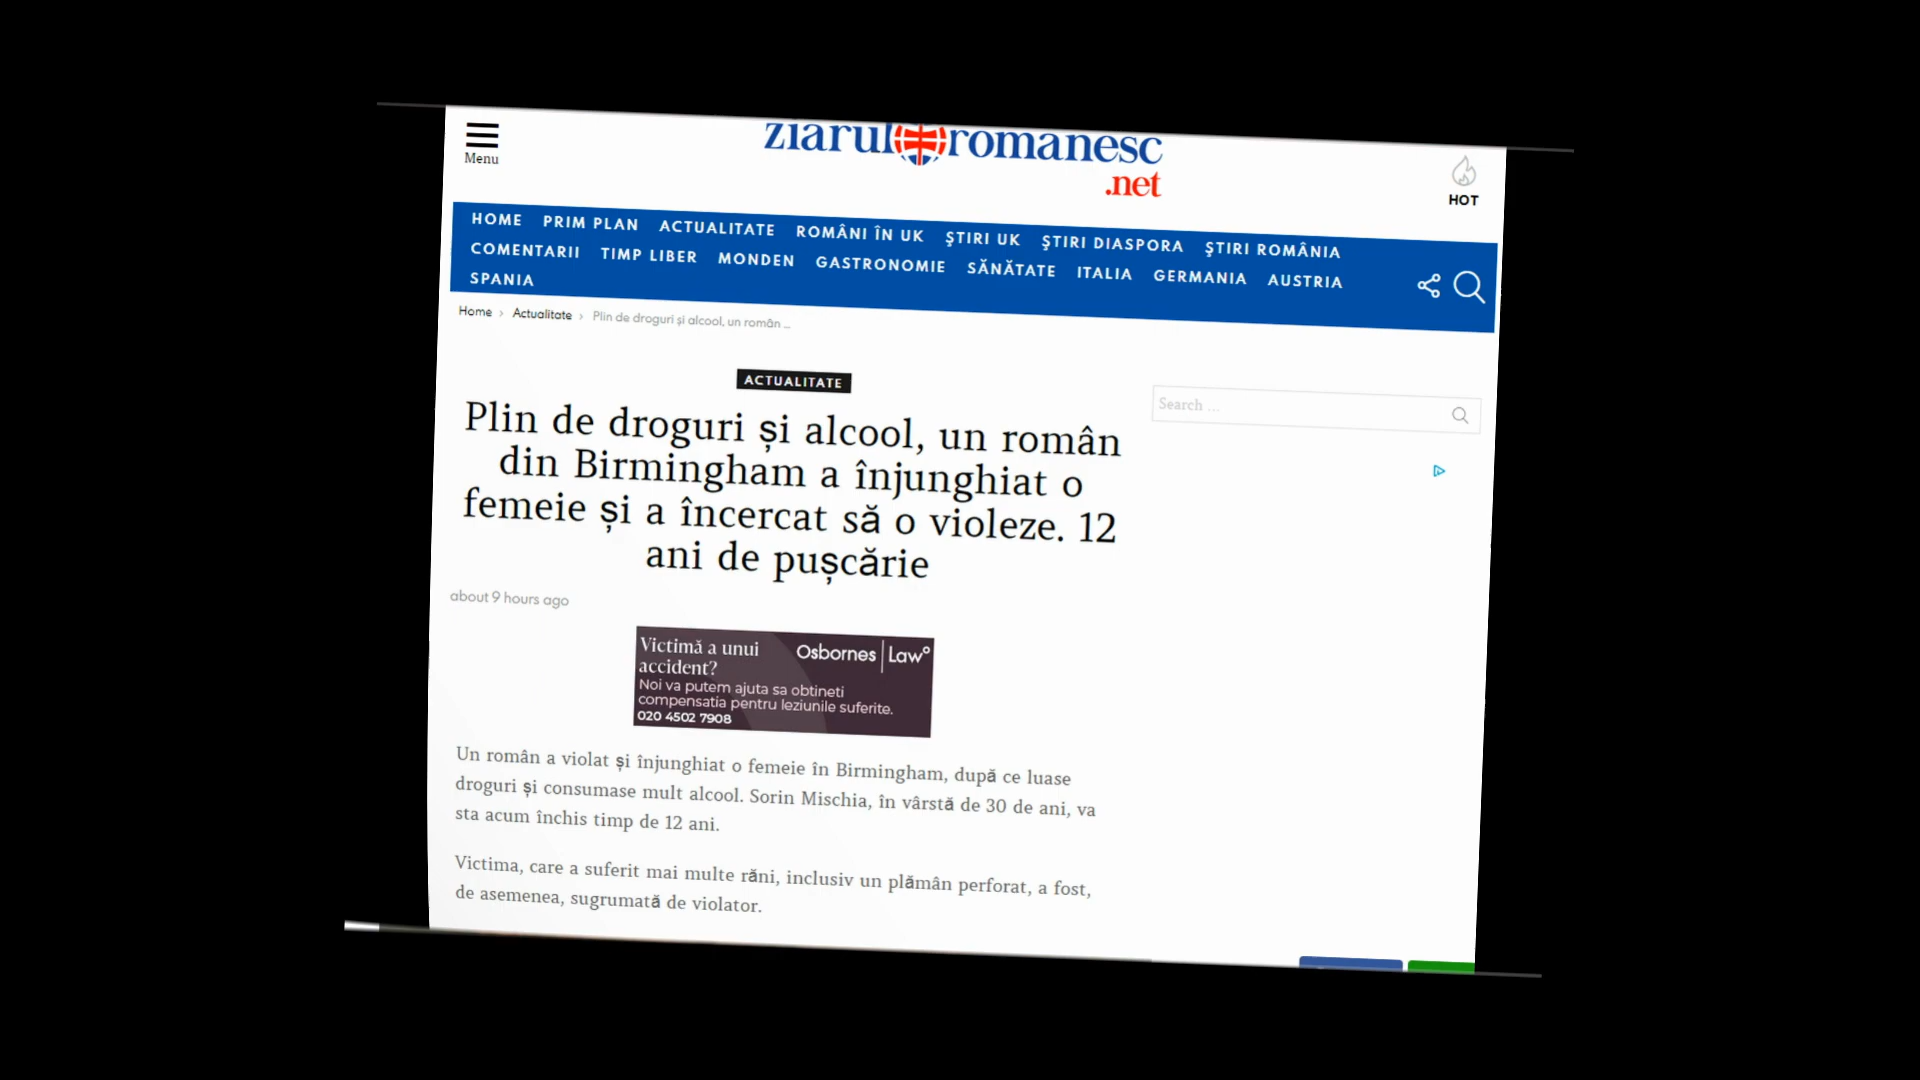 Menu
ziarul romanesc
.net
HOT
HOME PRIM PLAN ACTUALITATE ROMÂNI ÎN UK ŞTIRI UK ŞTIRI DIASPORA ŞTIRI ROMÂNIA
COMENTARII TIMP LIBER MONDEN GASTRONOMIE SĂNĂTATE ITALIA GERMANIA AUSTRIA
SPANIA
Home › Actualitate › Plin de droguri și alcool, un român ...
ACTUALITATE
Search ...
Plin de droguri și alcool, un român
din Birmingham a înjunghiat o
femeie și a încercat să o violeze. 12
ani de pușcărie
about 9 hours ago
Victimă a unui
accident?
Osbornes Law
Noi va putem ajuta sa obtineti
compensatia pentru leziunile suferite.
020 4502 7908
Un român a violat și înjunghiat o femeie în Birmingham, după ce luase
droguri și consumase mult alcool. Sorin Mischia, în vârstă de 30 de ani, va
sta acum închis timp de 12 ani.
Victima, care a suferit mai multe răni, inclusiv un plămân perforat, a fost,
de asemenea, sugrumată de violator.